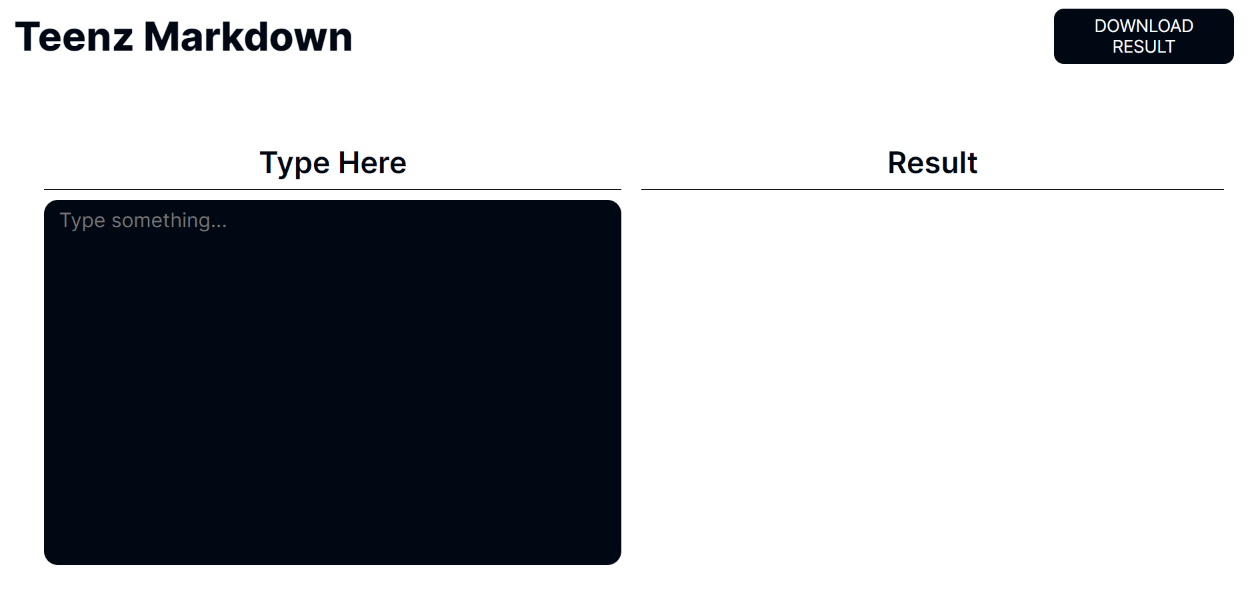 Teenz Markdown
DOWNLOAD
RESULT
Type Here
Result
Type something...